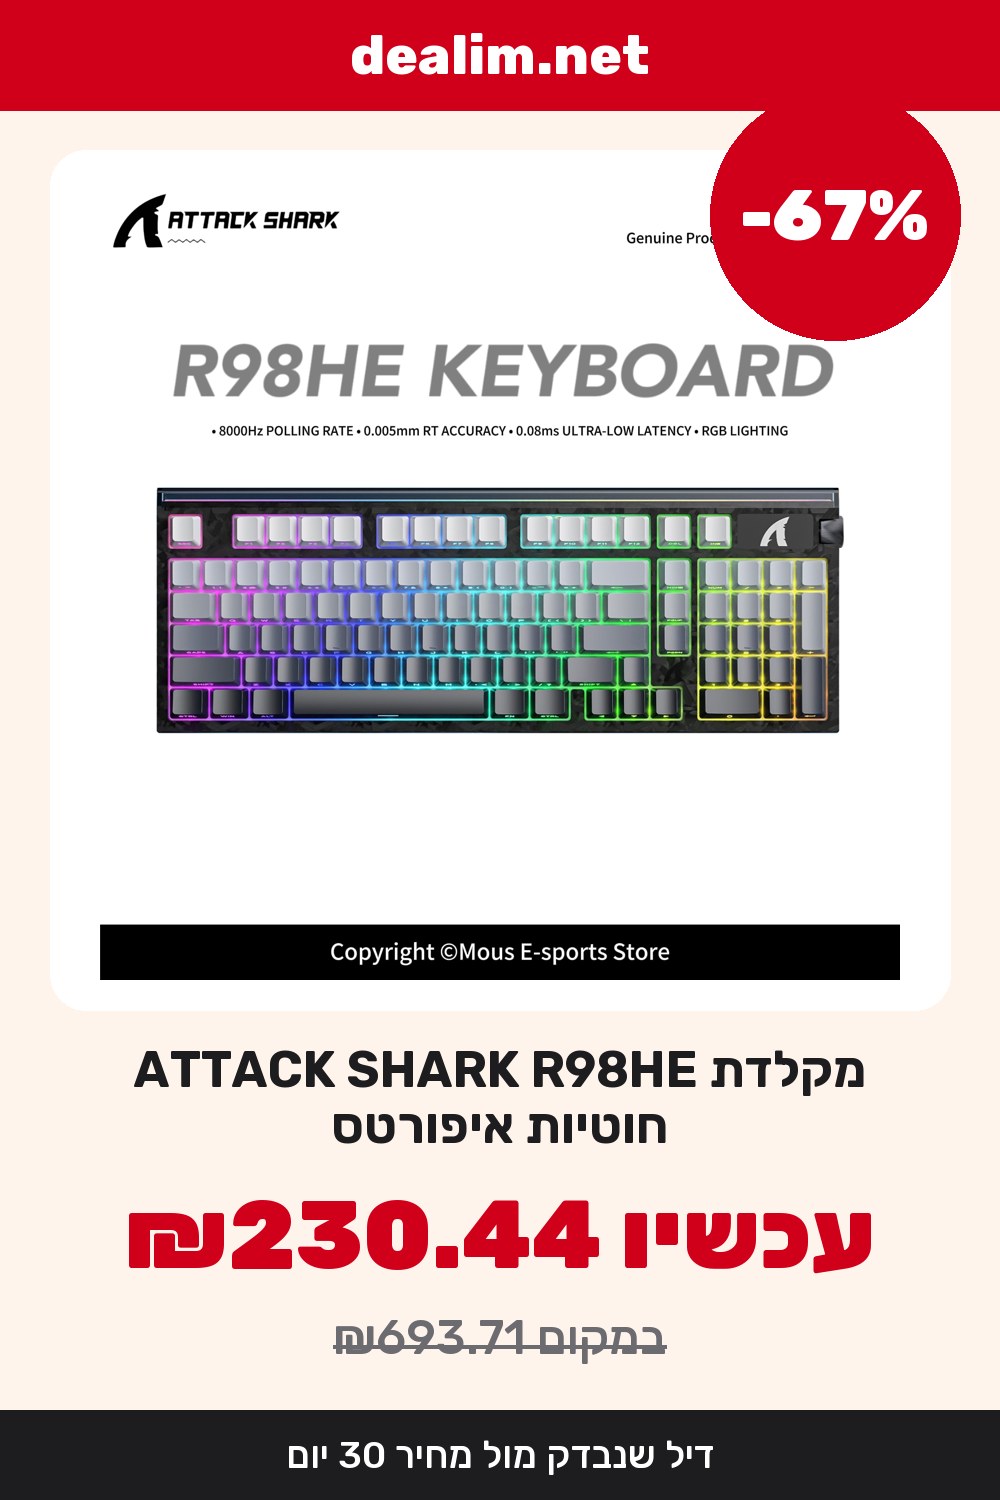 dealim.net
-67%
ATTACK SHARK
Genuine
R98HE KEYBOARD
• 8000Hz POLLING RATE • 0.005mm RT ACCURACY • 0.08ms ULTRA-LOW LATENCY • RGB LIGHTING
Copyright ©Mous E-sports Store
מקלדת ATTACK SHARK R98HE
חוטיות איפורטס
עכשיו 230.44₪
במקום 693.71₪
דיל שנבדק מול מחיר 30 יום